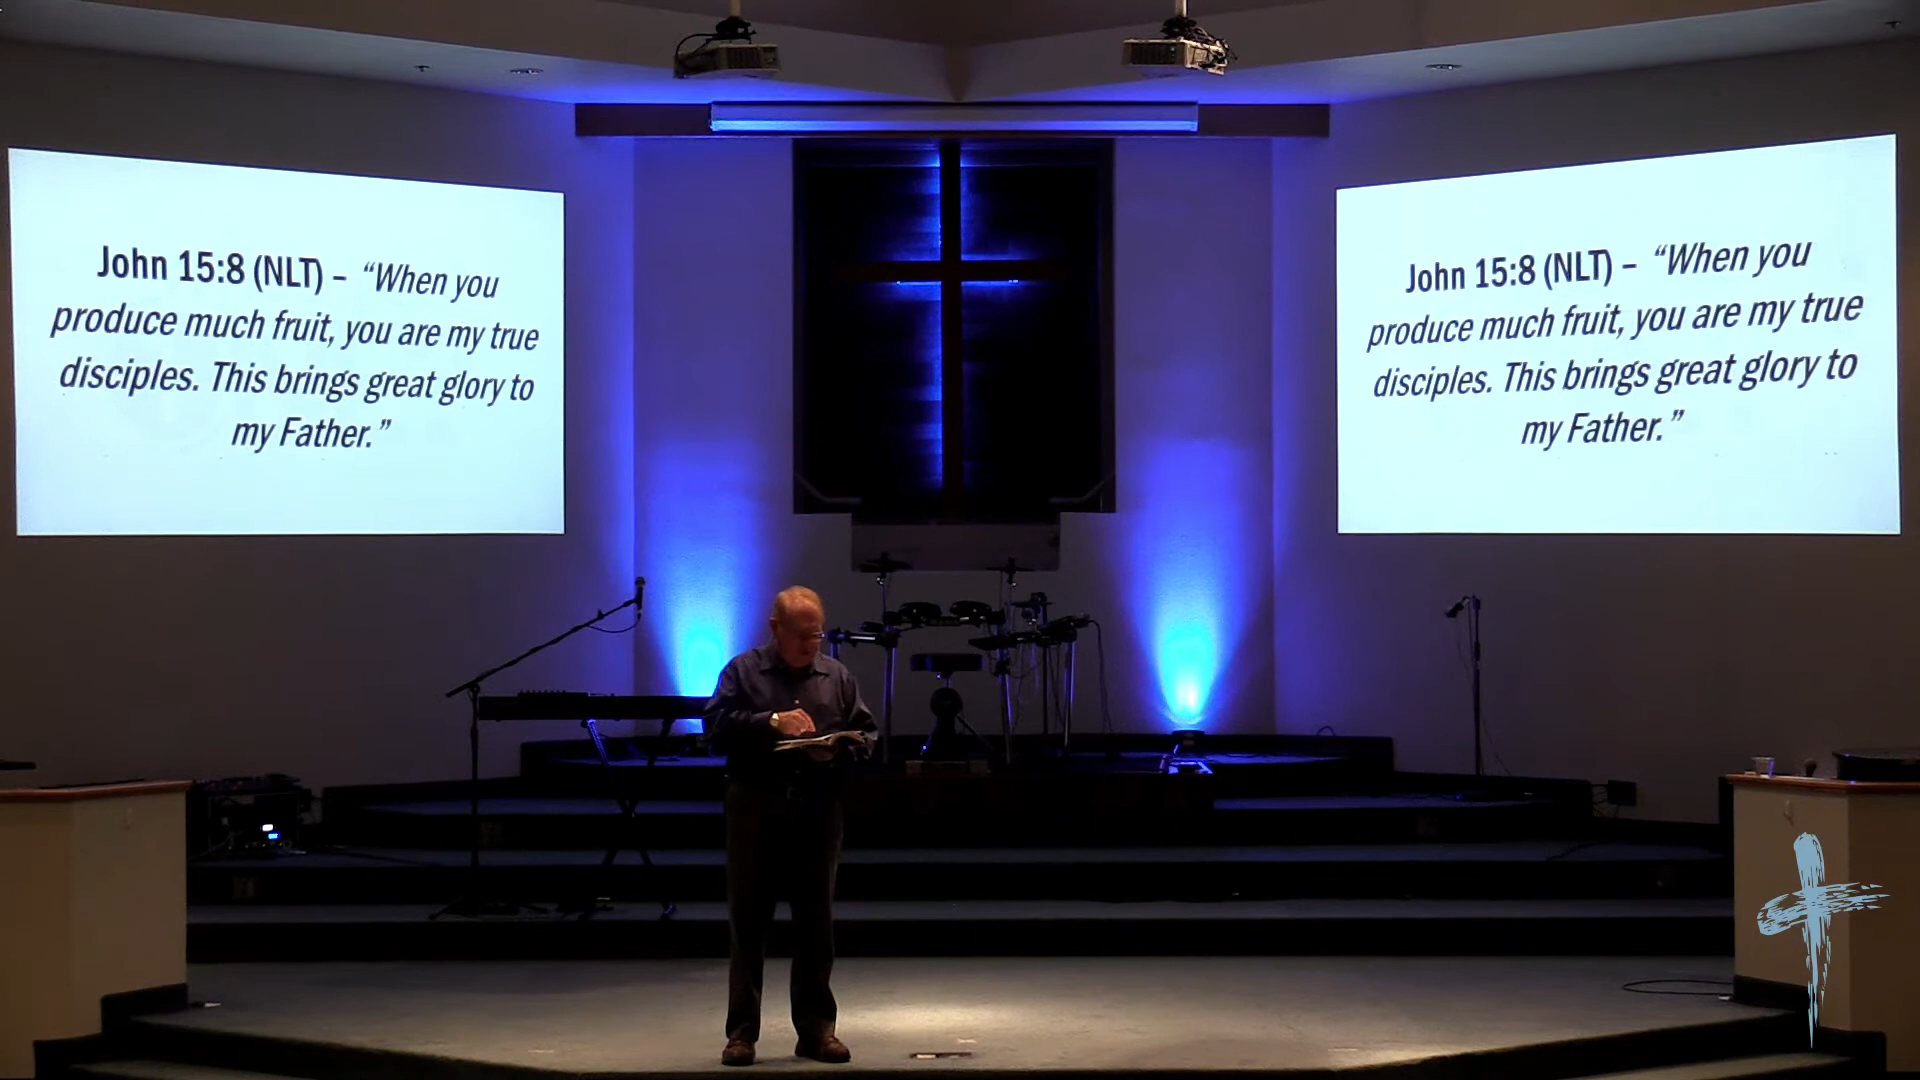 John 15:8 (NLT) – “When you
produce much fruit, you are my true
disciples. This brings great glory to
my Father.”
John 15:8 (NLT) – “When you
produce much fruit, you are my true
disciples. This brings great glory to
my Father.”